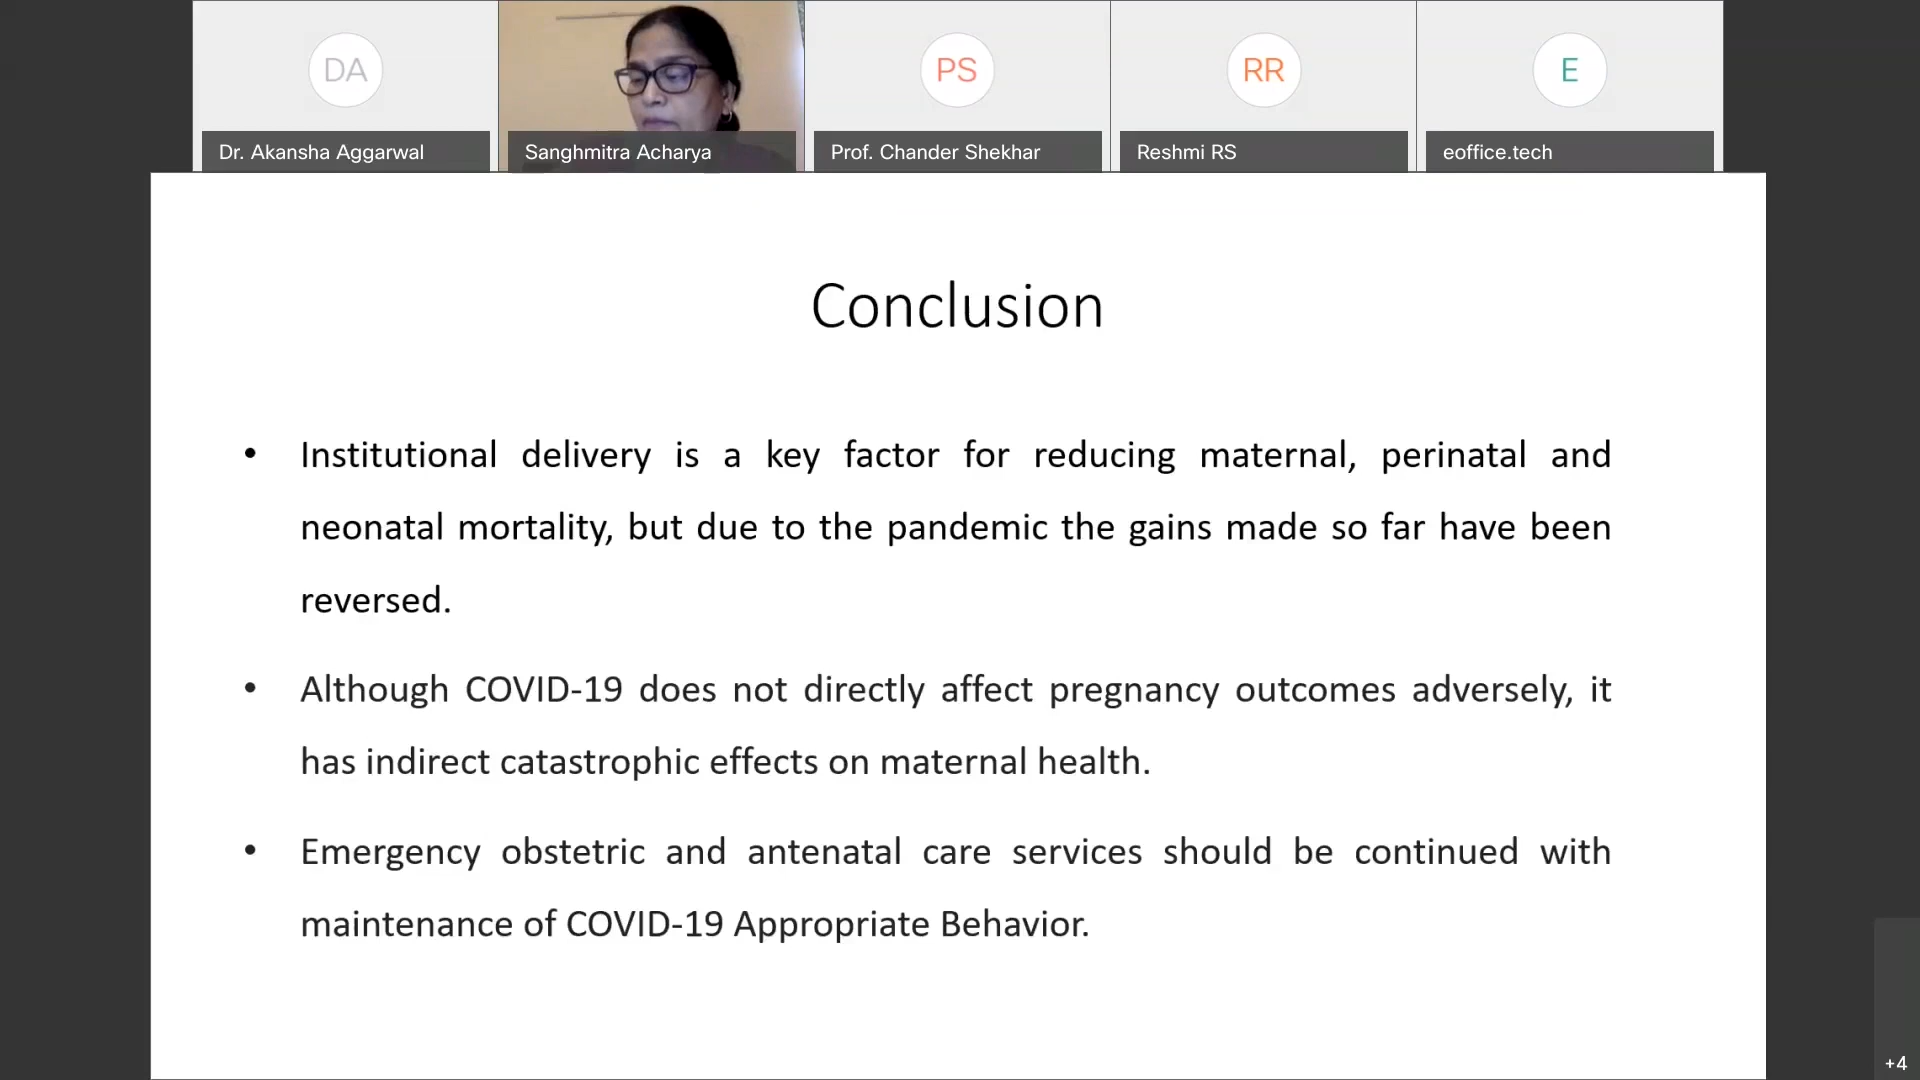 DA
PS
RR
E
Dr. Akansha Aggarwal
Sanghmitra Acharya
Prof. Chander Shekhar
Reshmi RS
eoffice.tech
Conclusion
• Institutional delivery is a key factor for reducing maternal, perinatal and
neonatal mortality, but due to the pandemic the gains made so far have been
reversed.
• Although COVID-19 does not directly affect pregnancy outcomes adversely, it
has indirect catastrophic effects on maternal health.
• Emergency obstetric and antenatal care services should be continued with
maintenance of COVID-19 Appropriate Behavior.
+4